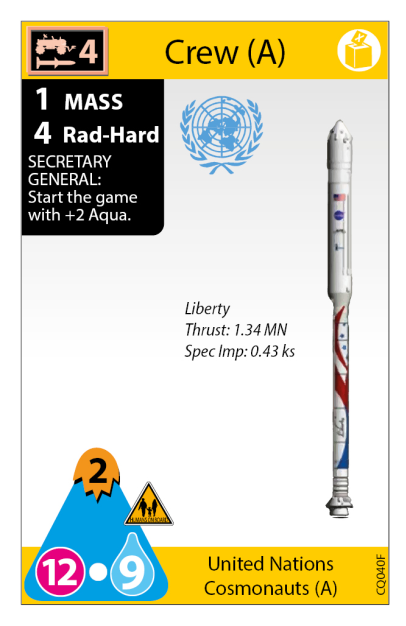 4
Crew (A)
1 MASS
4 Rad-Hard
SECRETARY
GENERAL:
Start the game
with +2 Aqua.
Liberty
Thrust: 1.34 MN
Spec Imp: 0.43 ks
2
12 • 9
United Nations
Cosmonauts (A)
CQ040F